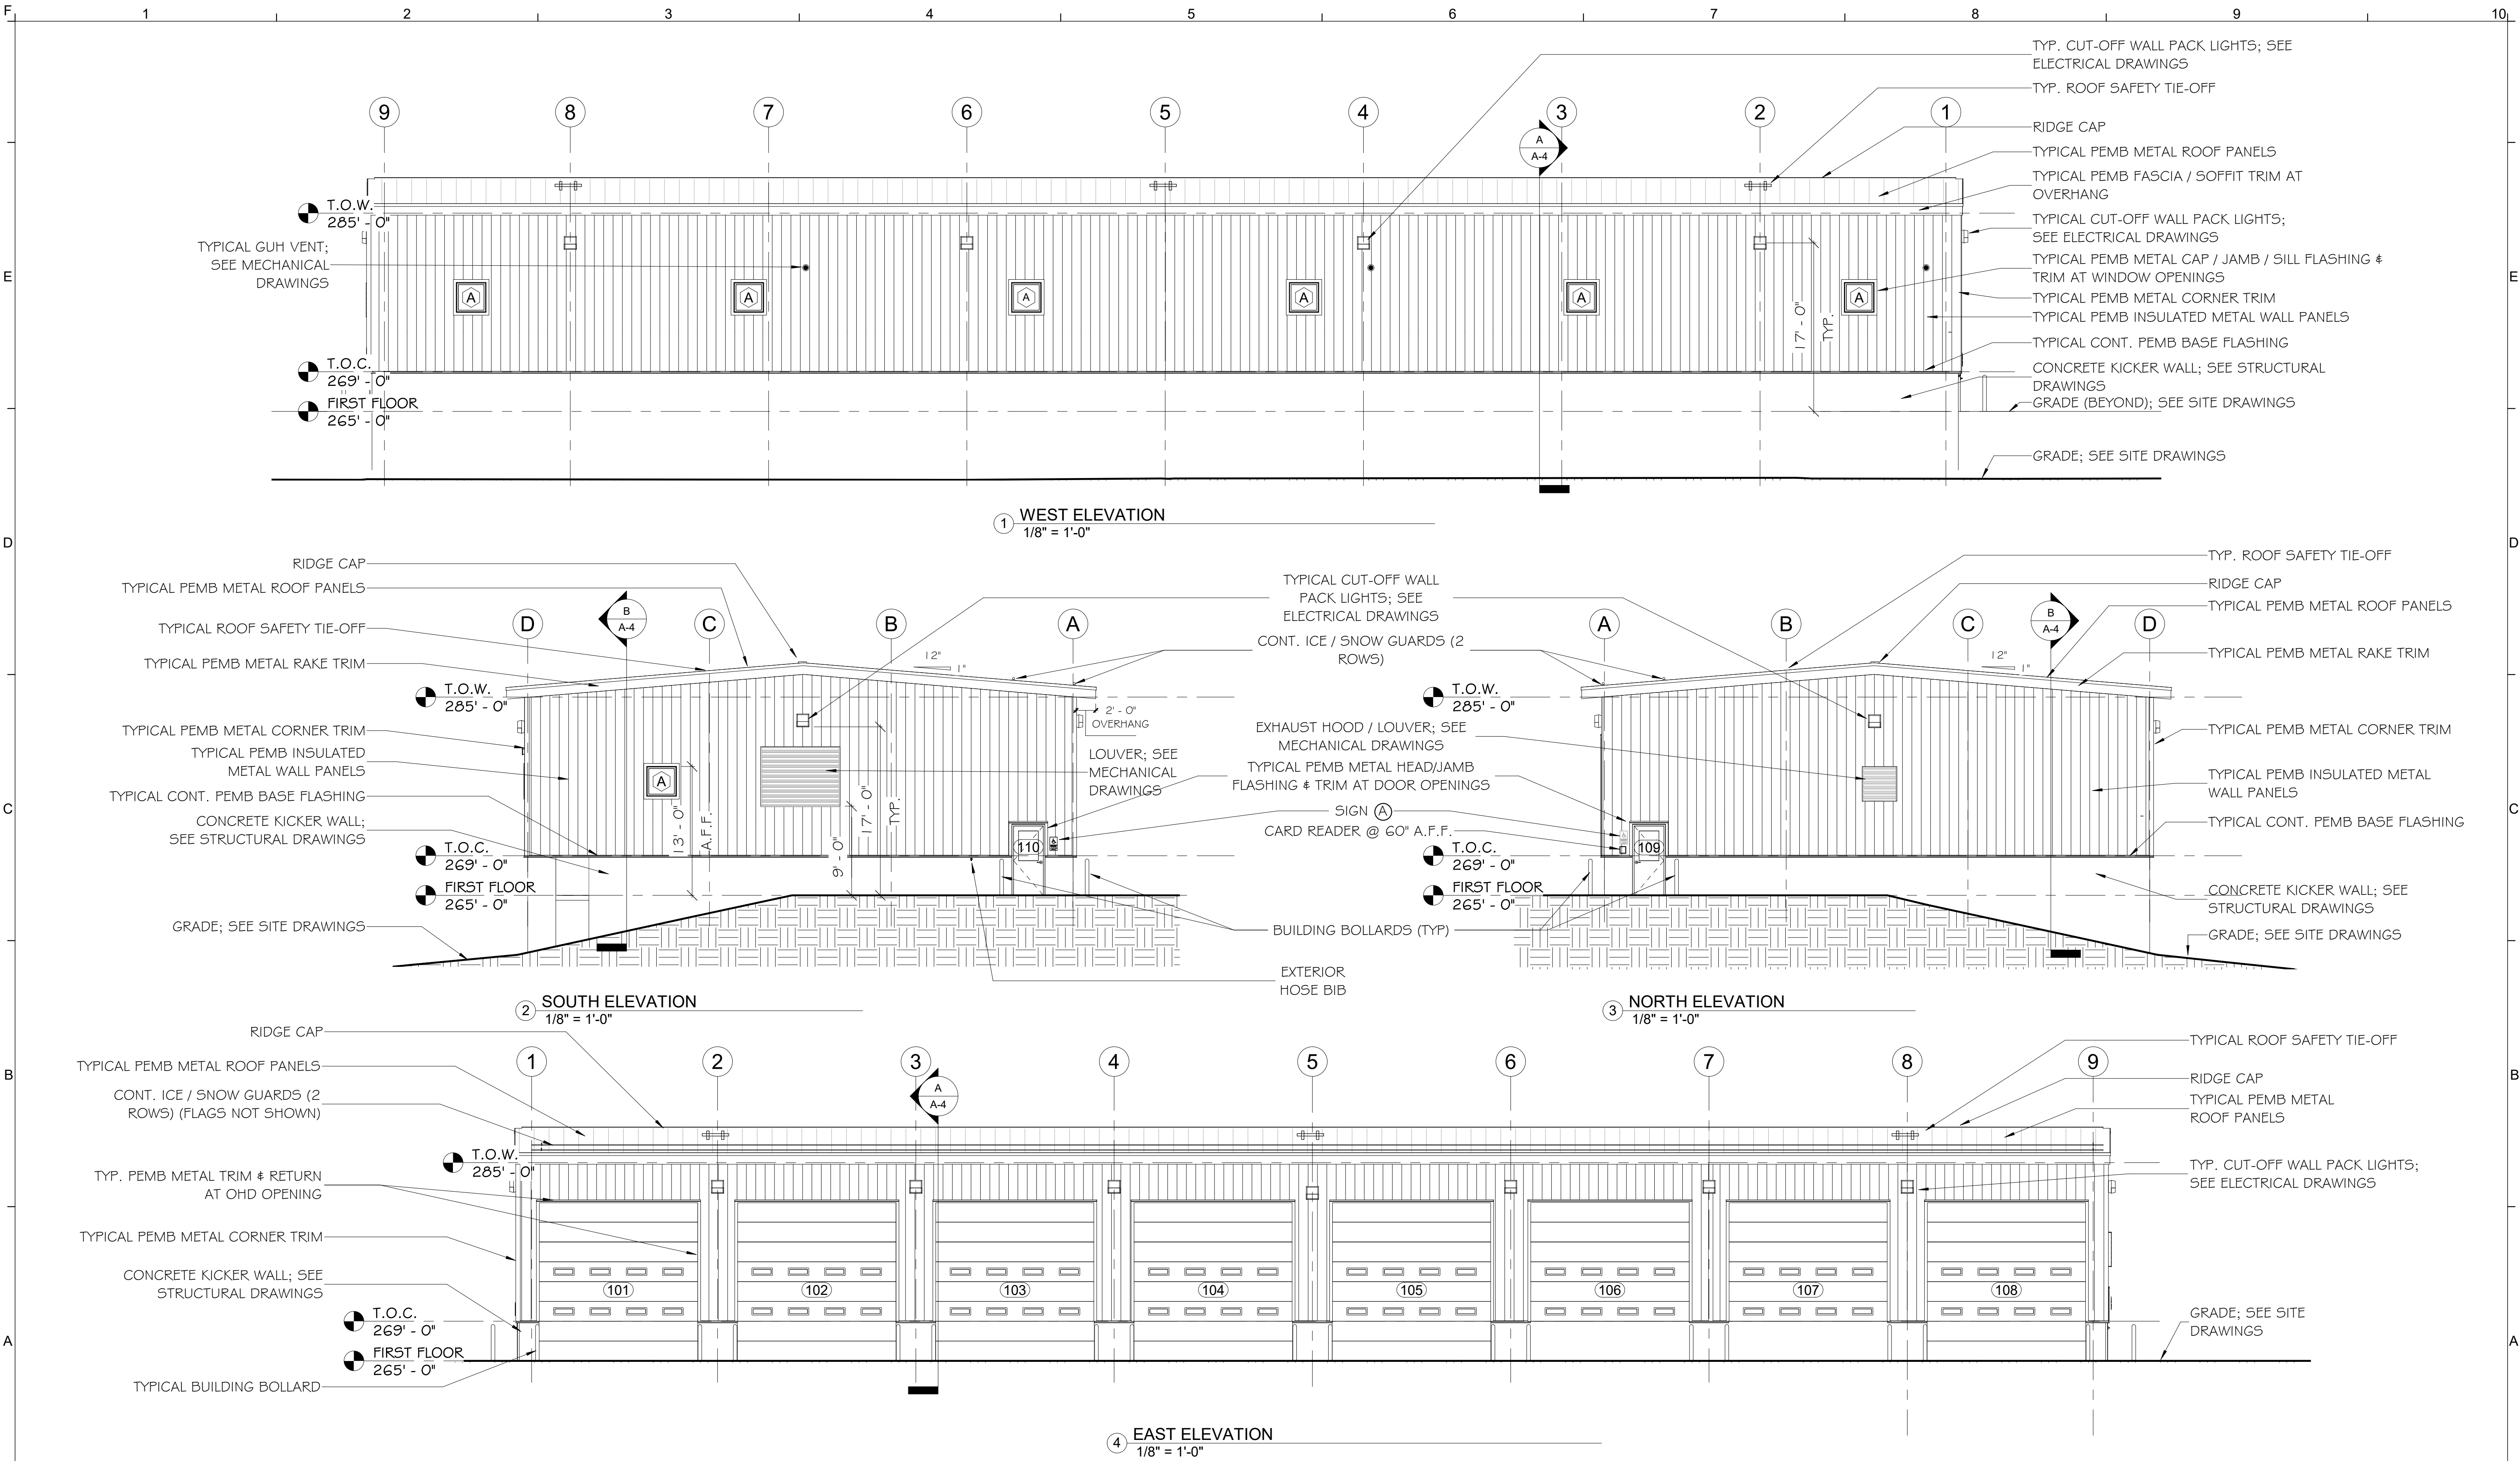 F
1
2
3
4
5
6
7
8
9
10
TYP. CUT-OFF WALL PACK LIGHTS; SEE
ELECTRICAL DRAWINGS
TYP. ROOF SAFETY TIE-OFF
9
8
7
6
5
4
3
2
1
A
A-4
RIDGE CAP
TYPICAL PEMB METAL ROOF PANELS
TYPICAL PEMB FASCIA / SOFFIT TRIM AT
OVERHANG
TYPICAL CUT-OFF WALL PACK LIGHTS;
SEE ELECTRICAL DRAWINGS
TYPICAL PEMB METAL CAP / JAMB / SILL FLASHING &
TRIM AT WINDOW OPENINGS
TYPICAL PEMB METAL CORNER TRIM
TYPICAL PEMB INSULATED METAL WALL PANELS
TYPICAL CONT. PEMB BASE FLASHING
CONCRETE KICKER WALL; SEE STRUCTURAL
DRAWINGS
GRADE (BEYOND); SEE SITE DRAWINGS
GRADE; SEE SITE DRAWINGS
T.O.W.
285' - 0"
TYPICAL GUH VENT;
SEE MECHANICAL
DRAWINGS
E
E
A
A
A
A
A
A
17' - 0"
TYP.
T.O.C.
269' - 0"
FIRST FLOOR
265' - 0"
1
WEST ELEVATION
1/8" = 1'-0"
D
D
RIDGE CAP
TYPICAL PEMB METAL ROOF PANELS
TYPICAL ROOF SAFETY TIE-OFF
TYPICAL PEMB METAL RAKE TRIM
TYPICAL PEMB METAL CORNER TRIM
TYPICAL PEMB INSULATED
METAL WALL PANELS
TYPICAL CONT. PEMB BASE FLASHING
CONCRETE KICKER WALL;
SEE STRUCTURAL DRAWINGS
GRADE; SEE SITE DRAWINGS
D
B
A-4
C
B
A
12"
1"
T.O.W.
285' - 0"
2' - 0"
OVERHANG
LOUVER; SEE
MECHANICAL
DRAWINGS
A
13' - 0"
A.F.F.
9' - 0"
17' - 0"
TYP.
110
T.O.C.
269' - 0"
FIRST FLOOR
265' - 0"
2
SOUTH ELEVATION
1/8" = 1'-0"
TYPICAL CUT-OFF WALL
PACK LIGHTS; SEE
ELECTRICAL DRAWINGS
CONT. ICE / SNOW GUARDS (2
ROWS)
EXHAUST HOOD / LOUVER; SEE
MECHANICAL DRAWINGS
TYPICAL PEMB METAL HEAD/JAMB
FLASHING & TRIM AT DOOR OPENINGS
SIGN A
CARD READER @ 60" A.F.F.
BUILDING BOLLARDS (TYP)
EXTERIOR
HOSE BIB
A
B
C
B
A-4
D
12"
1"
T.O.W.
285' - 0"
109
T.O.C.
269' - 0"
FIRST FLOOR
265' - 0"
3
NORTH ELEVATION
1/8" = 1'-0"
TYP. ROOF SAFETY TIE-OFF
RIDGE CAP
TYPICAL PEMB METAL ROOF PANELS
TYPICAL PEMB METAL RAKE TRIM
TYPICAL PEMB METAL CORNER TRIM
TYPICAL PEMB INSULATED METAL
WALL PANELS
TYPICAL CONT. PEMB BASE FLASHING
CONCRETE KICKER WALL; SEE
STRUCTURAL DRAWINGS
GRADE; SEE SITE DRAWINGS
C
C
B
B
RIDGE CAP
TYPICAL PEMB METAL ROOF PANELS
CONT. ICE / SNOW GUARDS (2
ROWS) (FLAGS NOT SHOWN)
TYP. PEMB METAL TRIM & RETURN
AT OHD OPENING
TYPICAL PEMB METAL CORNER TRIM
CONCRETE KICKER WALL; SEE
STRUCTURAL DRAWINGS
TYPICAL BUILDING BOLLARD
1
2
3
A
A-4
4
5
6
7
8
9
T.O.W.
285' - 0"
101
102
103
104
105
106
107
108
T.O.C.
269' - 0"
FIRST FLOOR
265' - 0"
TYPICAL ROOF SAFETY TIE-OFF
RIDGE CAP
TYPICAL PEMB METAL
ROOF PANELS
TYP. CUT-OFF WALL PACK LIGHTS;
SEE ELECTRICAL DRAWINGS
GRADE; SEE SITE
DRAWINGS
A
A
4
EAST ELEVATION
1/8" = 1'-0"